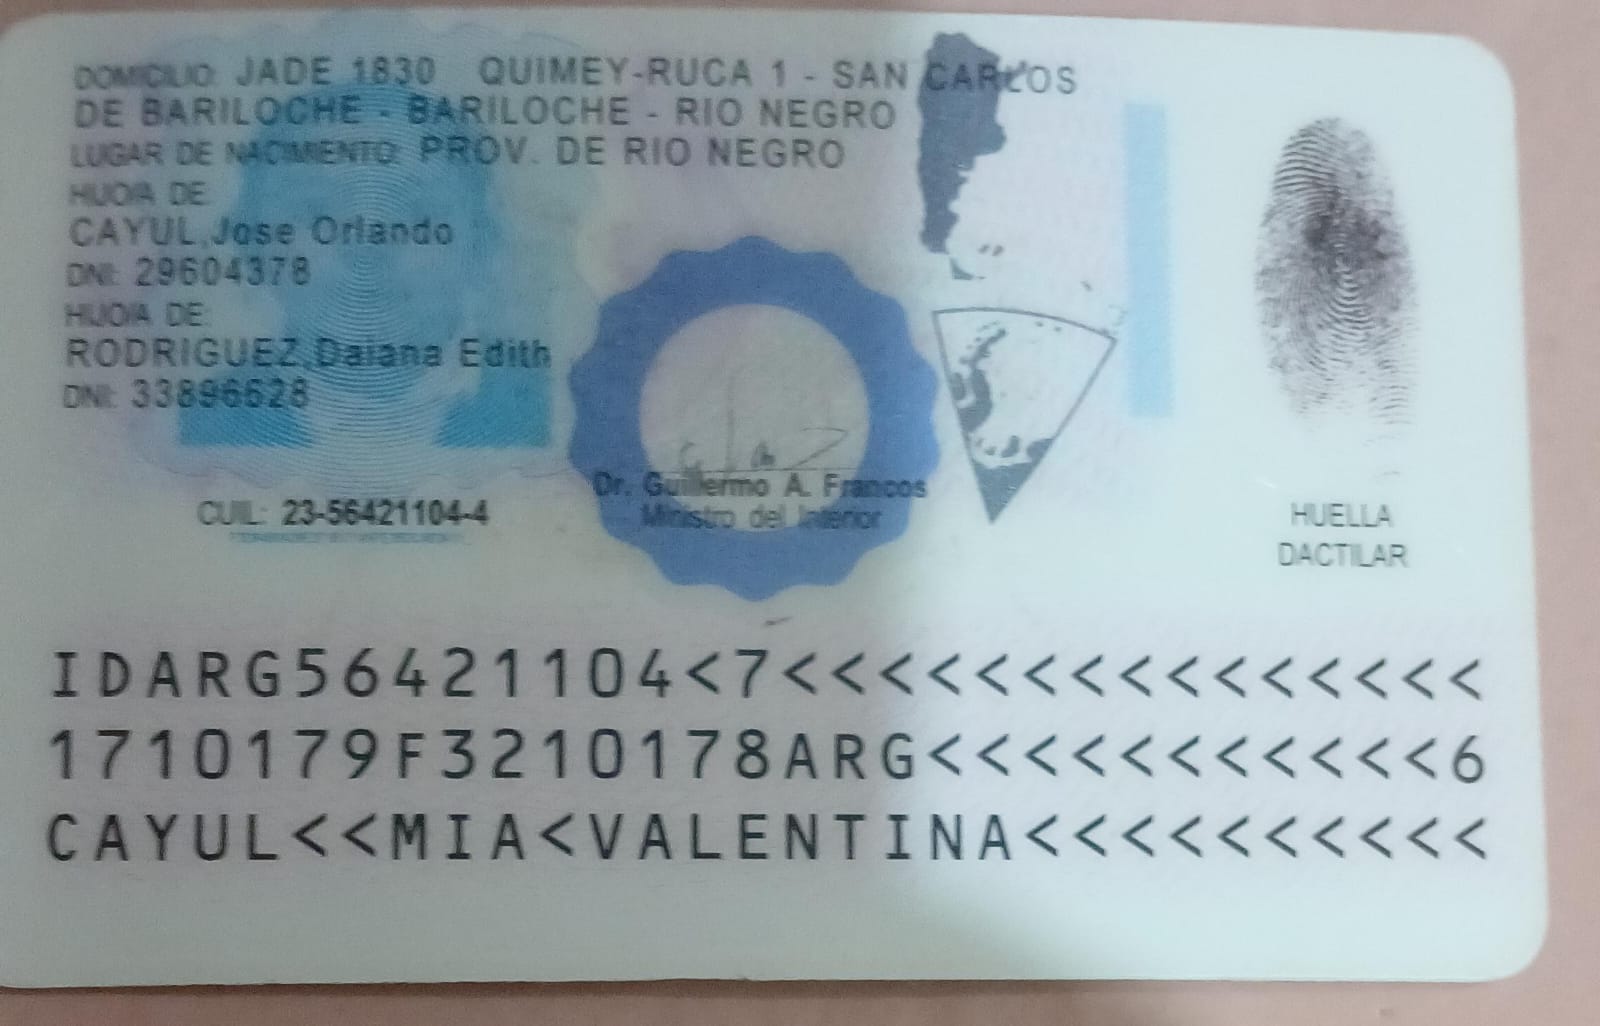 DOMICILIO: JADE 1830 QUIMEY-RUCA 1 - SAN CARLOS
DE BARILOCHE - BARILOCHE - RIO NEGRO
LUGAR DE NACIMIENTO: PROV. DE RIO NEGRO
HIJO/A DE:
CAYUL,Jose Orlando
DNI: 29604378
HIJO/A DE:
RODRIGUEZ,Daiana Edith
DNI: 33896628
CUIL: 23-56421104-4
Dr. Guillermo A. Francos
Ministro del Interior
HUELLA
DACTILAR
IDARG56421104<7<<<<<<<<<<<<<<<
1710179F3210178ARG<<<<<<<<<<<6
CAYUL<<MIA<VALENTINA<<<<<<<<<<